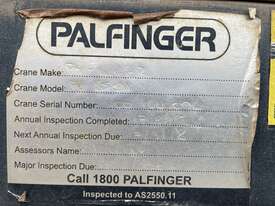 PALFINGER
Crane Make:
Crane Model:
Crane Serial Number:
Annual Inspection Completed:
Next Annual Inspection Due:
Assessors Name:
Major Inspection Due:
Call 1800 PALFINGER
Inspected to AS2550.11